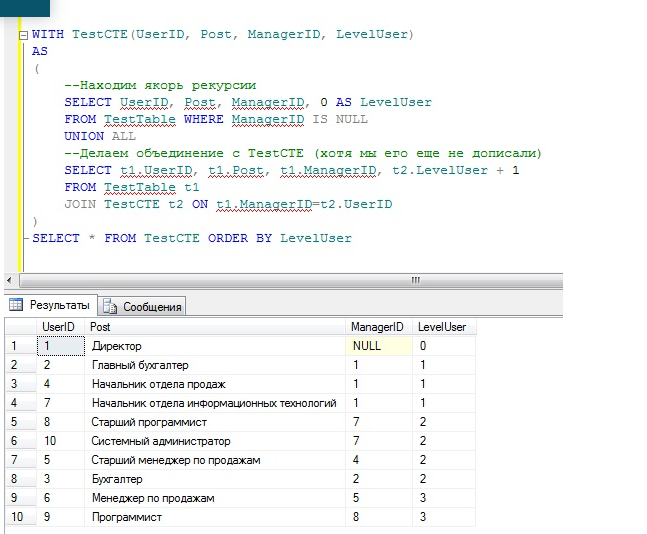 WITH TestCTE(UserID, Post, ManagerID, LevelUser)
AS
(
--Находим якорь рекурсии
SELECT UserID, Post, ManagerID, 0 AS LevelUser
FROM TestTable WHERE ManagerID IS NULL
UNION ALL
--Делаем объединение с TestCTE (хотя мы его еще не дописали)
SELECT t1.UserID, t1.Post, t1.ManagerID, t2.LevelUser + 1
FROM TestTable t1
JOIN TestCTE t2 ON t1.ManagerID=t2.UserID
)
SELECT * FROM TestCTE ORDER BY LevelUser
Результаты Сообщения
UserID Post ManagerID LevelUser
1 1 Директор NULL 0
2 2 Главный бухгалтер 1 1
3 4 Начальник отдела продаж 1 1
4 7 Начальник отдела информационных технологий 1 1
5 8 Старший программист 7 2
6 10 Системный администратор 7 2
7 5 Старший менеджер по продажам 4 2
8 3 Бухгалтер 2 2
9 6 Менеджер по продажам 5 3
10 9 Программист 8 3